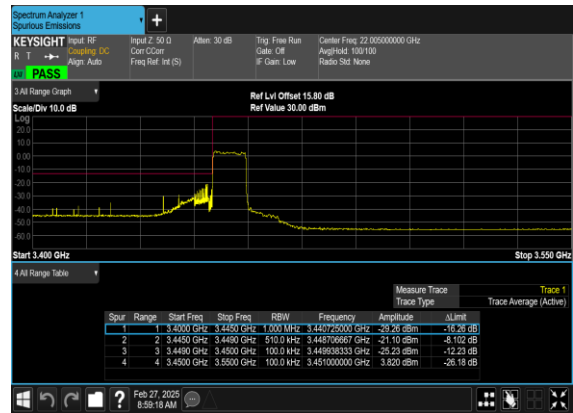 Spectrum Analyzer 1
Spurious Emissions
+
KEYSIGHT Input: RF Input Z: 50 Ω Atten: 30 dB Trig: Free Run Center Freq: 22.005000000 GHz
R T Coupling: DC Corr CCorr Gate: Off Avg|Hold: 100/100
Align: Auto Freq Ref: Int (S) IF Gain: Low Radio Std: None
LXI PASS
3 All Range Graph
Ref Lvl Offset 15.80 dB
Scale/Div 10.0 dB Ref Value 30.00 dBm
Log
20.0
10.0
0.00
-10.0
-20.0
-30.0
-40.0
-50.0
-60.0
Start 3.400 GHz Stop 3.550 GHz
4 All Range Table
Measure Trace Trace 1
Trace Type Trace Average (Active)
Spur Range Start Freq Stop Freq RBW Frequency Amplitude ΔLimit
1 1 3.4000 GHz 3.4450 GHz 1.000 MHz 3.440725000 GHz -29.26 dBm -16.26 dB
2 2 3.4450 GHz 3.4490 GHz 510.0 kHz 3.448706667 GHz -21.10 dBm -8.102 dB
3 3 3.4490 GHz 3.4500 GHz 100.0 kHz 3.449938333 GHz -25.23 dBm -12.23 dB
4 4 3.4500 GHz 3.5500 GHz 100.0 kHz 3.451000000 GHz 3.820 dBm -26.18 dB
? Feb 27, 2025
8:59:18 AM